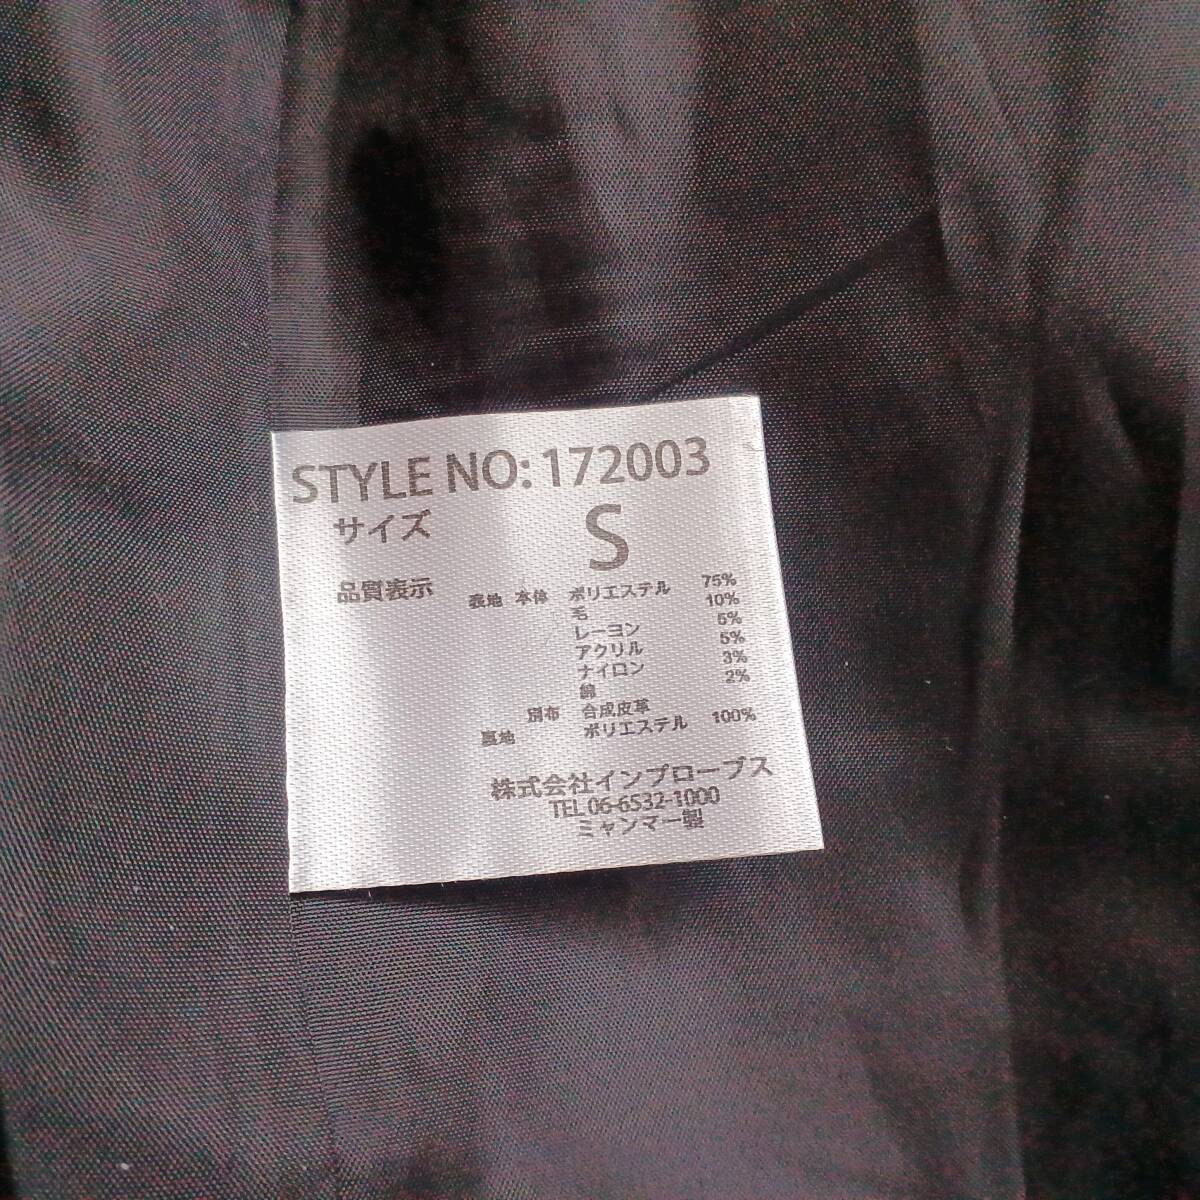 STYLE NO: 172003
サイズ S
品質表示 表地 本体 ポリエステル 75%
毛 10%
レーヨン 5%
アクリル 5%
ナイロン 3%
綿 2%
別布 合成皮革
裏地 ポリエステル 100%
株式会社インプローブス
TEL06-6532-1000
ミャンマー製